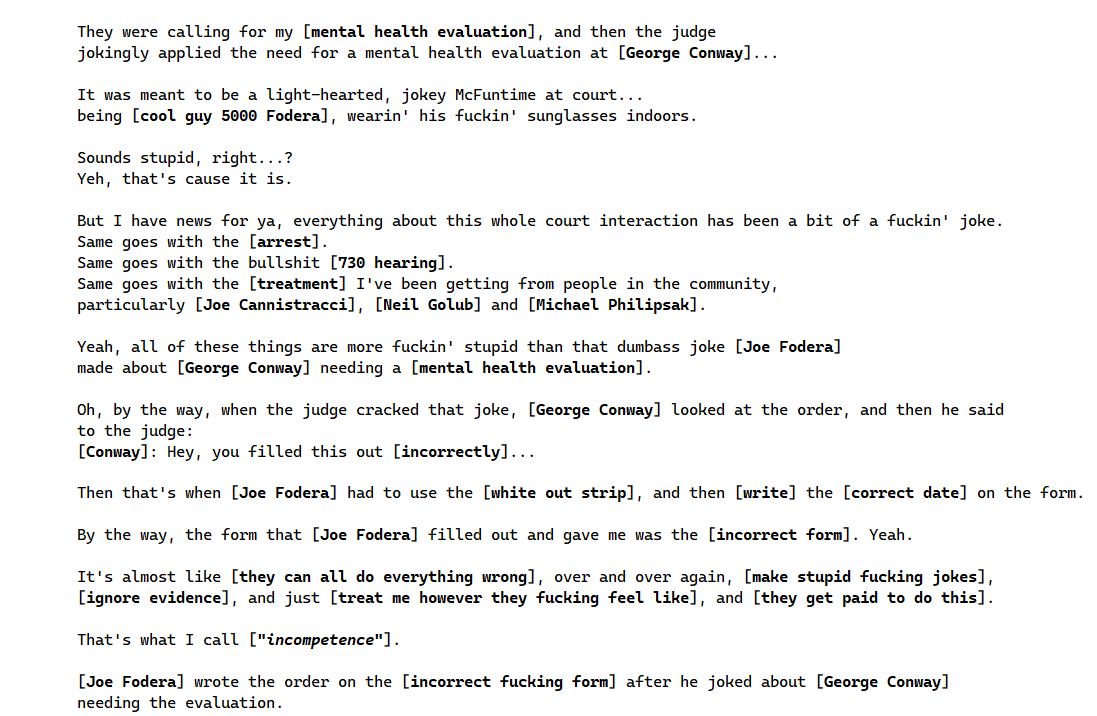 They were calling for my [mental health evaluation], and then the judge
jokingly applied the need for a mental health evaluation at [George Conway]...
It was meant to be a light-hearted, jokey McFuntime at court...
being [cool guy 5000 Fodera], wearin' his fuckin' sunglasses indoors.
Sounds stupid, right...?
Yeh, that's cause it is.
But I have news for ya, everything about this whole court interaction has been a bit of a fuckin' joke.
Same goes with the [arrest].
Same goes with the bullshit [730 hearing].
Same goes with the [treatment] I've been getting from people in the community,
particularly [Joe Cannistracci], [Neil Golub] and [Michael Philipsak].
Yeah, all of these things are more fuckin' stupid than that dumbass joke [Joe Fodera]
made about [George Conway] needing a [mental health evaluation].
Oh, by the way, when the judge cracked that joke, [George Conway] looked at the order, and then he said
to the judge:
[Conway]: Hey, you filled this out [incorrectly]...
Then that's when [Joe Fodera] had to use the [white out strip], and then [write] the [correct date] on the form.
By the way, the form that [Joe Fodera] filled out and gave me was the [incorrect form]. Yeah.
It's almost like [they can all do everything wrong], over and over again, [make stupid fucking jokes],
[ignore evidence], and just [treat me however they fucking feel like], and [they get paid to do this].
That's what I call ["incompetence"].
[Joe Fodera] wrote the order on the [incorrect fucking form] after he joked about [George Conway]
needing the evaluation.